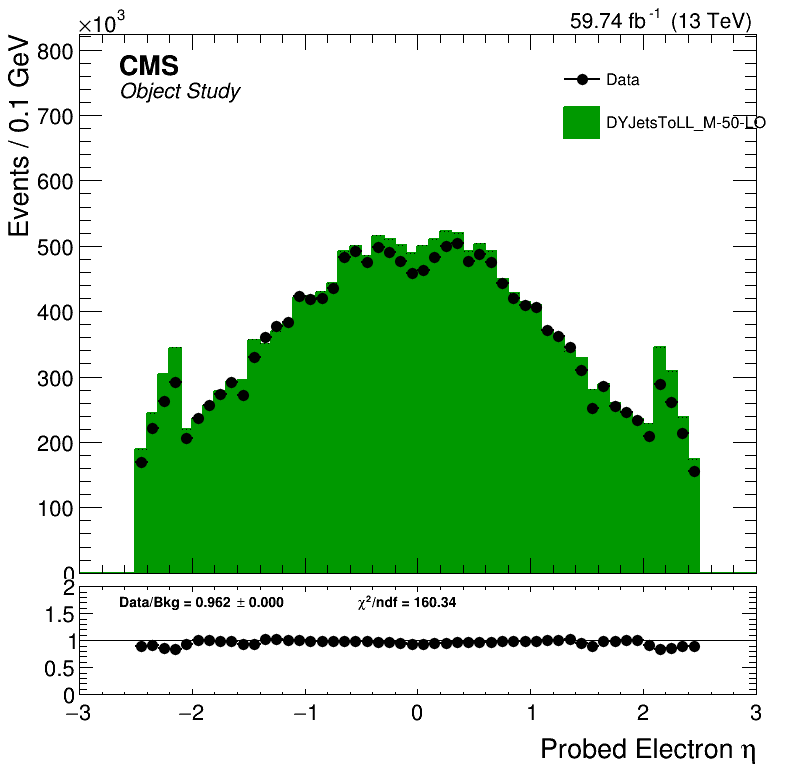 ×10³
59.74 fb⁻¹ (13 TeV)
Events / 0.1 GeV
800
700
600
500
400
300
200
100
0
CMS
Object Study
Data
DYJetsToLL_M-50-LO
2
1.5
1
0.5
0
Data/Bkg = 0.962 ± 0.000
χ²/ndf = 160.34
−3
−2
−1
0
1
2
3
Probed Electron η